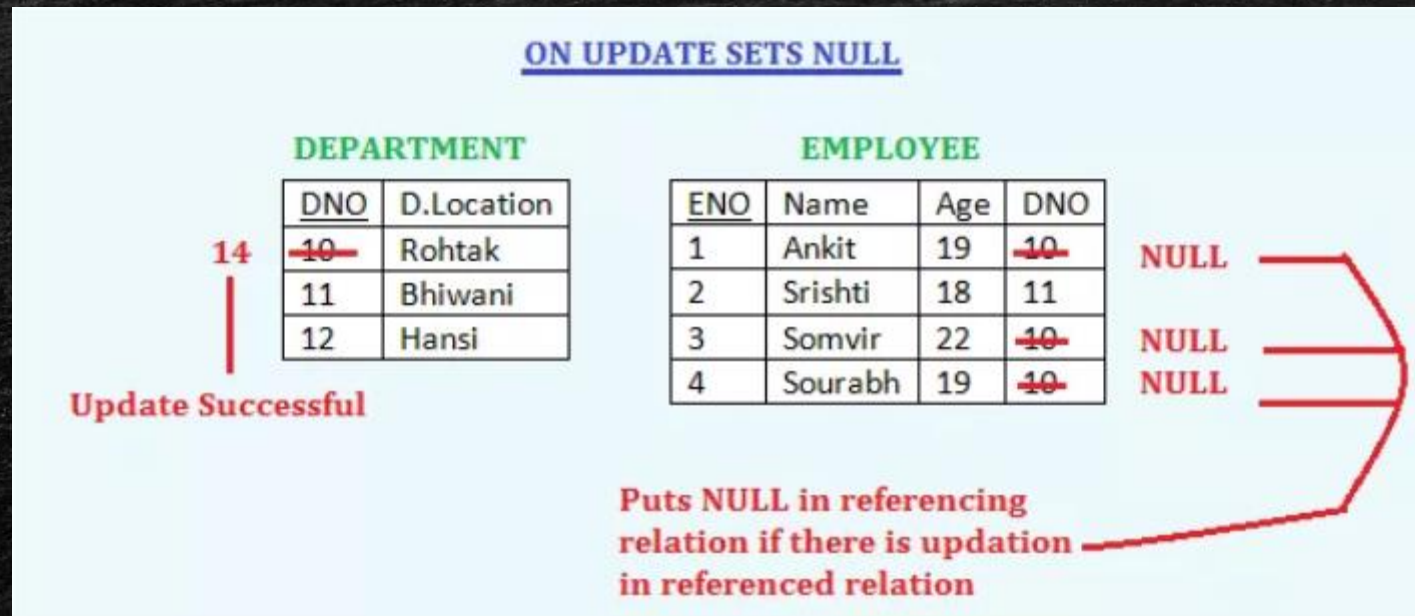 ON UPDATE SETS NULL
DEPARTMENT
DNO D.Location
14 10 Rohtak
11 Bhiwani
12 Hansi
Update Successful
EMPLOYEE
ENO Name Age DNO
1 Ankit 19 10 NULL
2 Srishti 18 11
3 Somvir 22 10 NULL
4 Sourabh 19 10 NULL
Puts NULL in referencing
relation if there is updation
in referenced relation